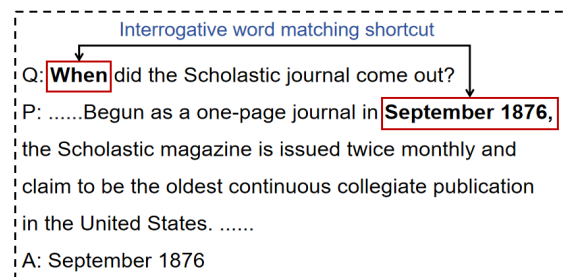 Interrogative word matching shortcut
Q: When did the Scholastic journal come out?
P: ......Begun as a one-page journal in September 1876,
the Scholastic magazine is issued twice monthly and
claim to be the oldest continuous collegiate publication
in the United States. ......
A: September 1876